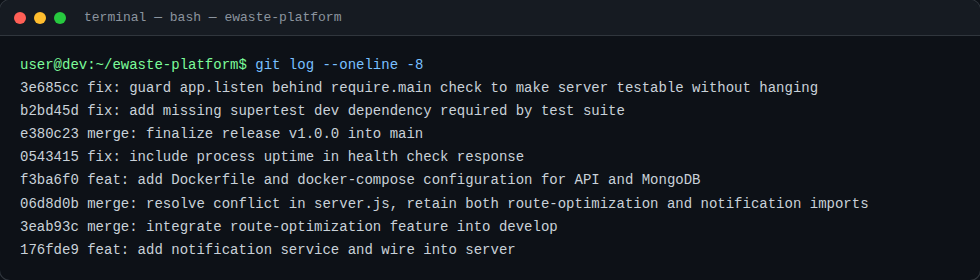 terminal — bash — ewaste-platform
user@dev:~/ewaste-platform$ git log --oneline -8
3e685cc fix: guard app.listen behind require.main check to make server testable without hanging
b2bd45d fix: add missing supertest dev dependency required by test suite
e380c23 merge: finalize release v1.0.0 into main
0543415 fix: include process uptime in health check response
f3ba6f0 feat: add Dockerfile and docker-compose configuration for API and MongoDB
06d8d0b merge: resolve conflict in server.js, retain both route-optimization and notification imports
3eab93c merge: integrate route-optimization feature into develop
176fde9 feat: add notification service and wire into server